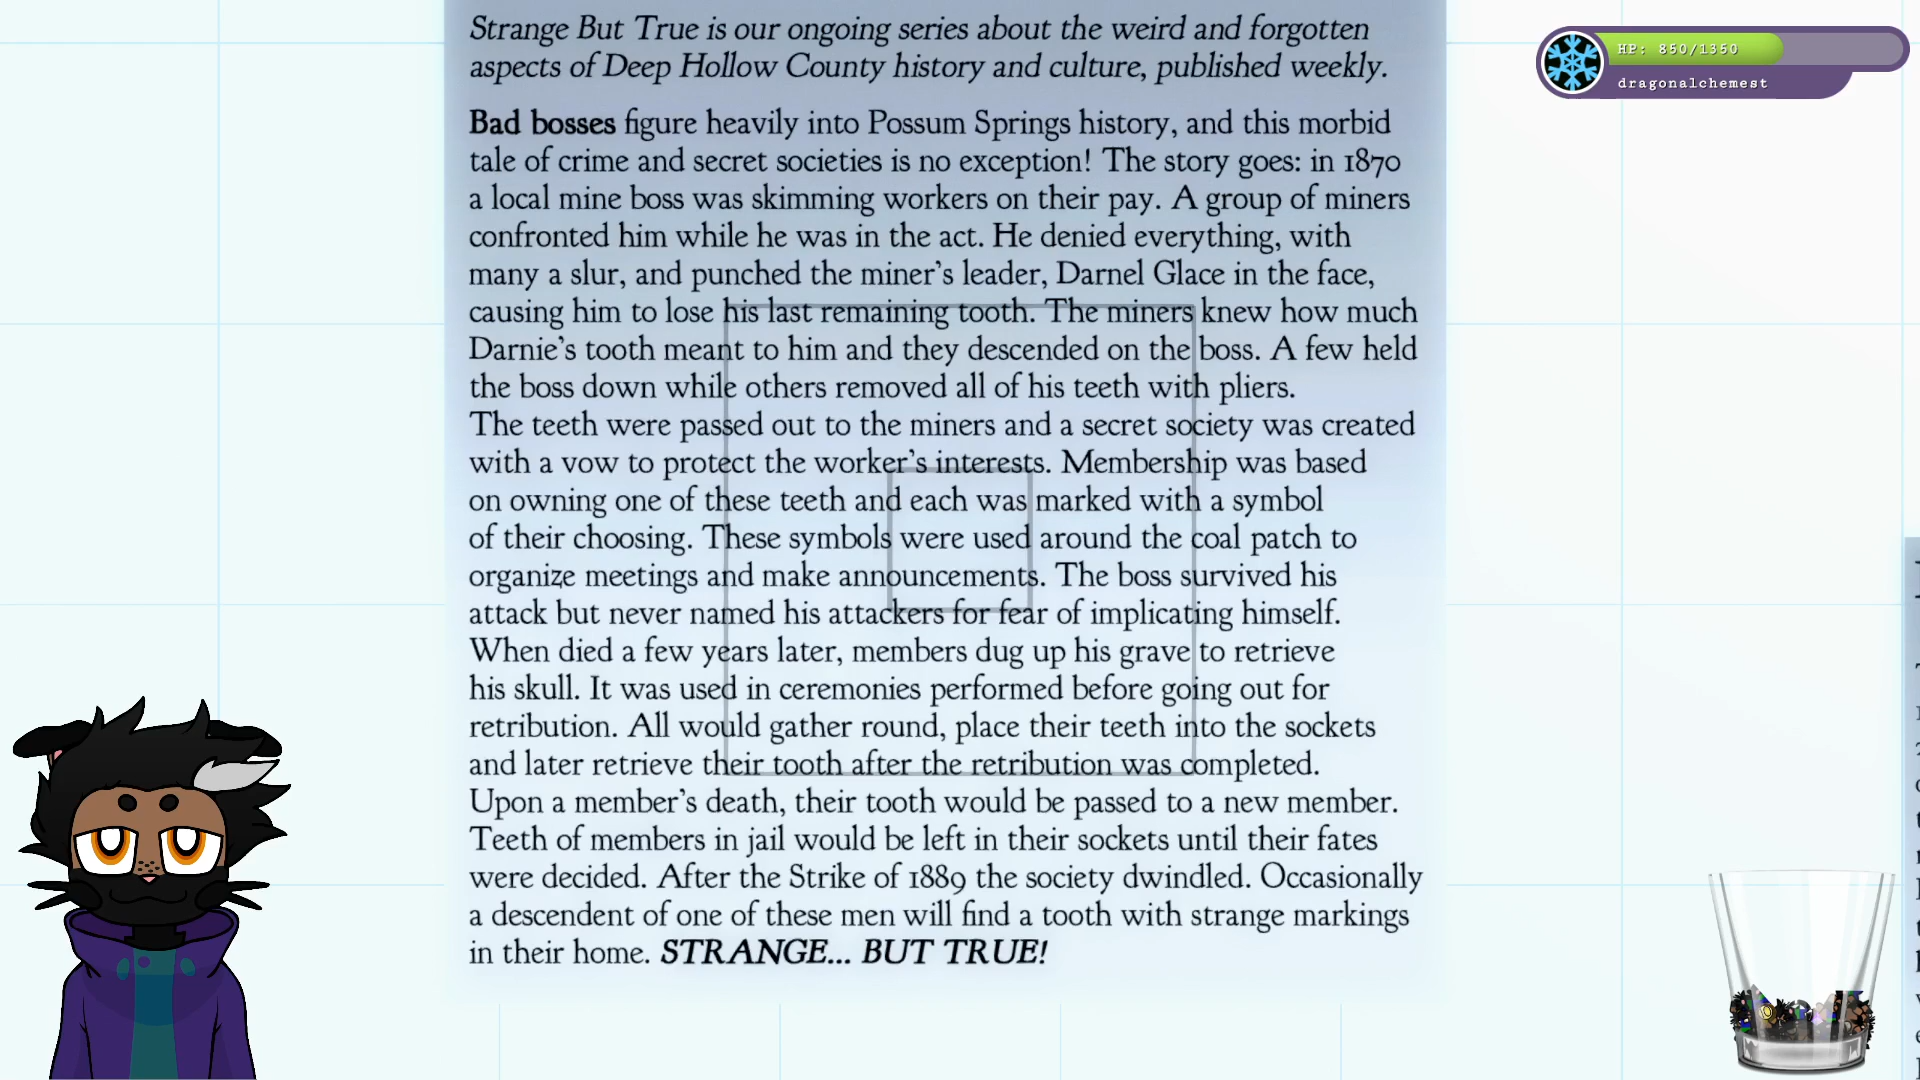 Strange But True is our ongoing series about the weird and forgotten
aspects of Deep Hollow County history and culture, published weekly.
HP: 850/1350
dragonalchemest
Bad bosses figure heavily into Possum Springs history, and this morbid
tale of crime and secret societies is no exception! The story goes: in 1870
a local mine boss was skimming workers on their pay. A group of miners
confronted him while he was in the act. He denied everything, with
many a slur, and punched the miner's leader, Darnel Glace in the face,
causing him to lose his last remaining tooth. The miners knew how much
Darnie's tooth meant to him and they descended on the boss. A few held
the boss down while others removed all of his teeth with pliers.
The teeth were passed out to the miners and a secret society was created
with a vow to protect the worker's interests. Membership was based
on owning one of these teeth and each was marked with a symbol
of their choosing. These symbols were used around the coal patch to
organize meetings and make announcements. The boss survived his
attack but never named his attackers for fear of implicating himself.
When died a few years later, members dug up his grave to retrieve
his skull. It was used in ceremonies performed before going out for
retribution. All would gather round, place their teeth into the sockets
and later retrieve their tooth after the retribution was completed.
Upon a member's death, their tooth would be passed to a new member.
Teeth of members in jail would be left in their sockets until their fates
were decided. After the Strike of 1889 the society dwindled. Occasionally
a descendent of one of these men will find a tooth with strange markings
in their home. STRANGE... BUT TRUE!